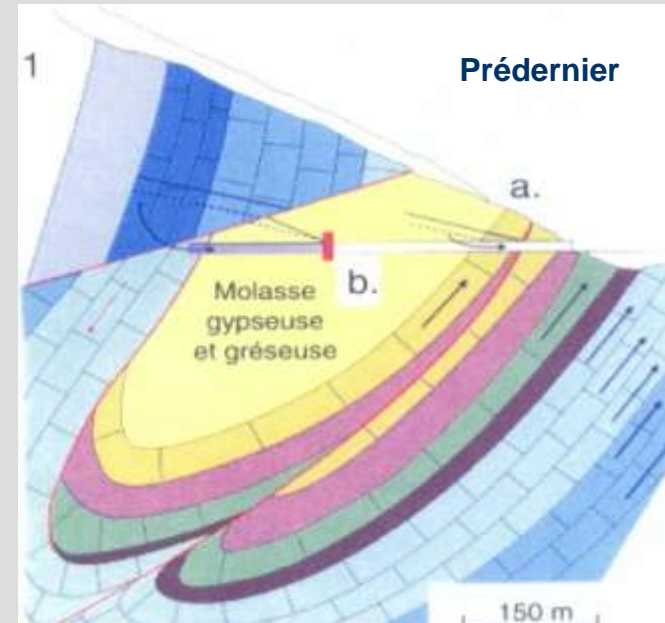 1
Prédernier
a.
b.
Molasse
gypseuse
et gréseuse
150 m